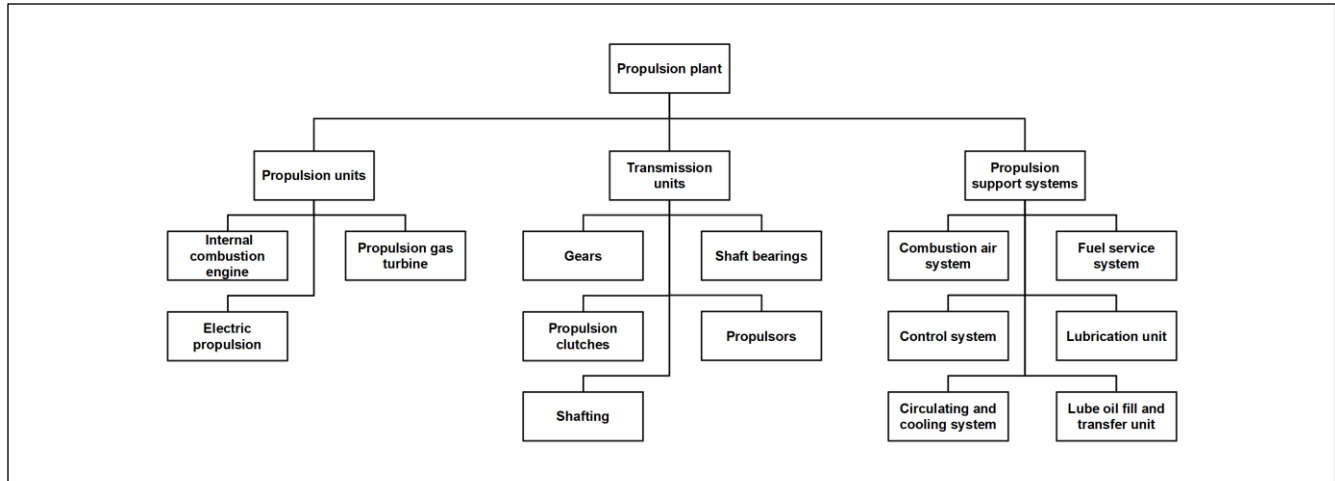 Propulsion plant
Propulsion units
Transmission
units
Propulsion
support systems
Internal
combustion
engine
Propulsion gas
turbine
Gears
Shaft bearings
Combustion air
system
Fuel service
system
Electric
propulsion
Propulsion
clutches
Propulsors
Control system
Lubrication unit
Shafting
Circulating and
cooling system
Lube oil fill and
transfer unit